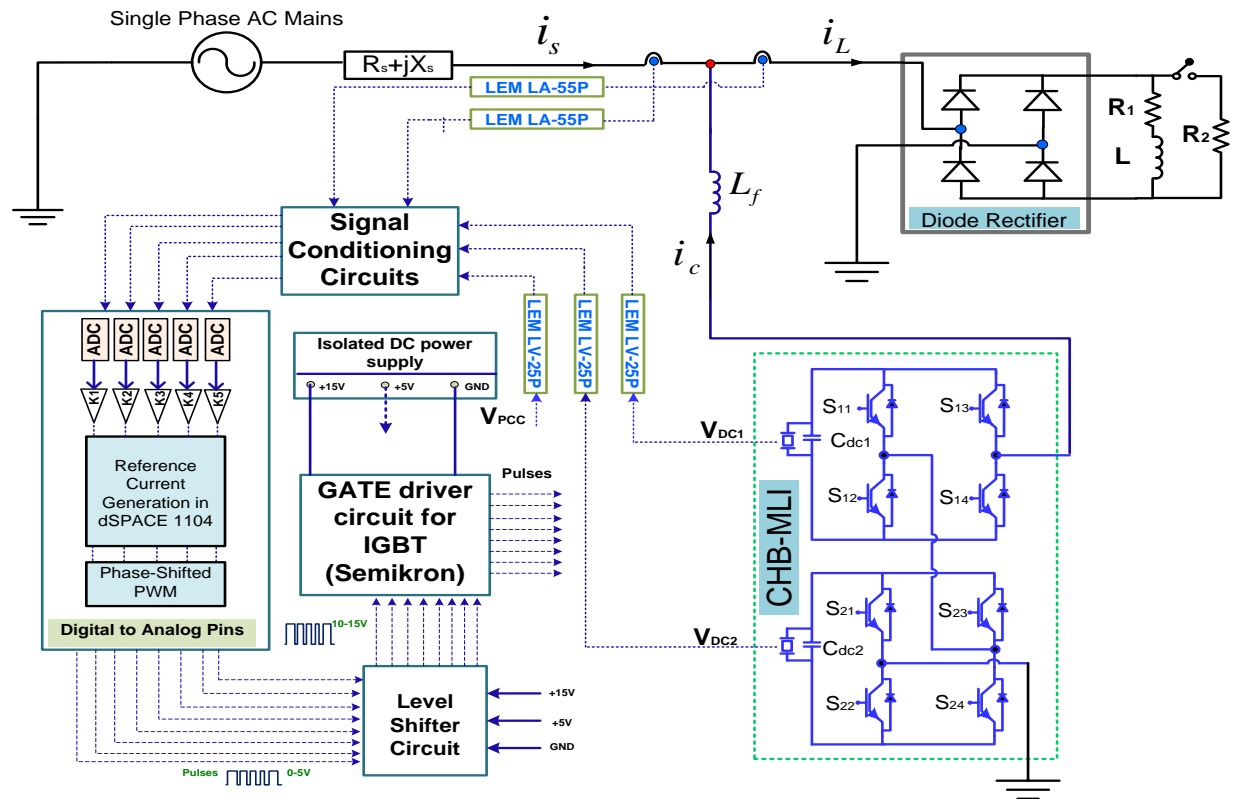 Single Phase AC Mains
Rs+jXs
is
iL
LEM LA-55P
LEM LA-55P
R1
L
R2
Diode Rectifier
Lf
ic
Signal
Conditioning
Circuits
LEM LV-25P
LEM LV-25P
LEM LV-25P
ADC
ADC
ADC
ADC
ADC
K1
K2
K3
K4
K5
Isolated DC power
supply
+15V
+5V
GND
VPCC
Reference
Current
Generation in
dSPACE 1104
Phase-Shifted
PWM
Digital to Analog Pins
GATE driver
circuit for
IGBT
(Semikron)
Pulses
10-15V
Level
Shifter
Circuit
+15V
+5V
GND
Pulses
0-5V
VDC1
VDC2
CHB-MLI
S11
S13
Cdc1
S12
S14
S21
S23
Cdc2
S22
S24